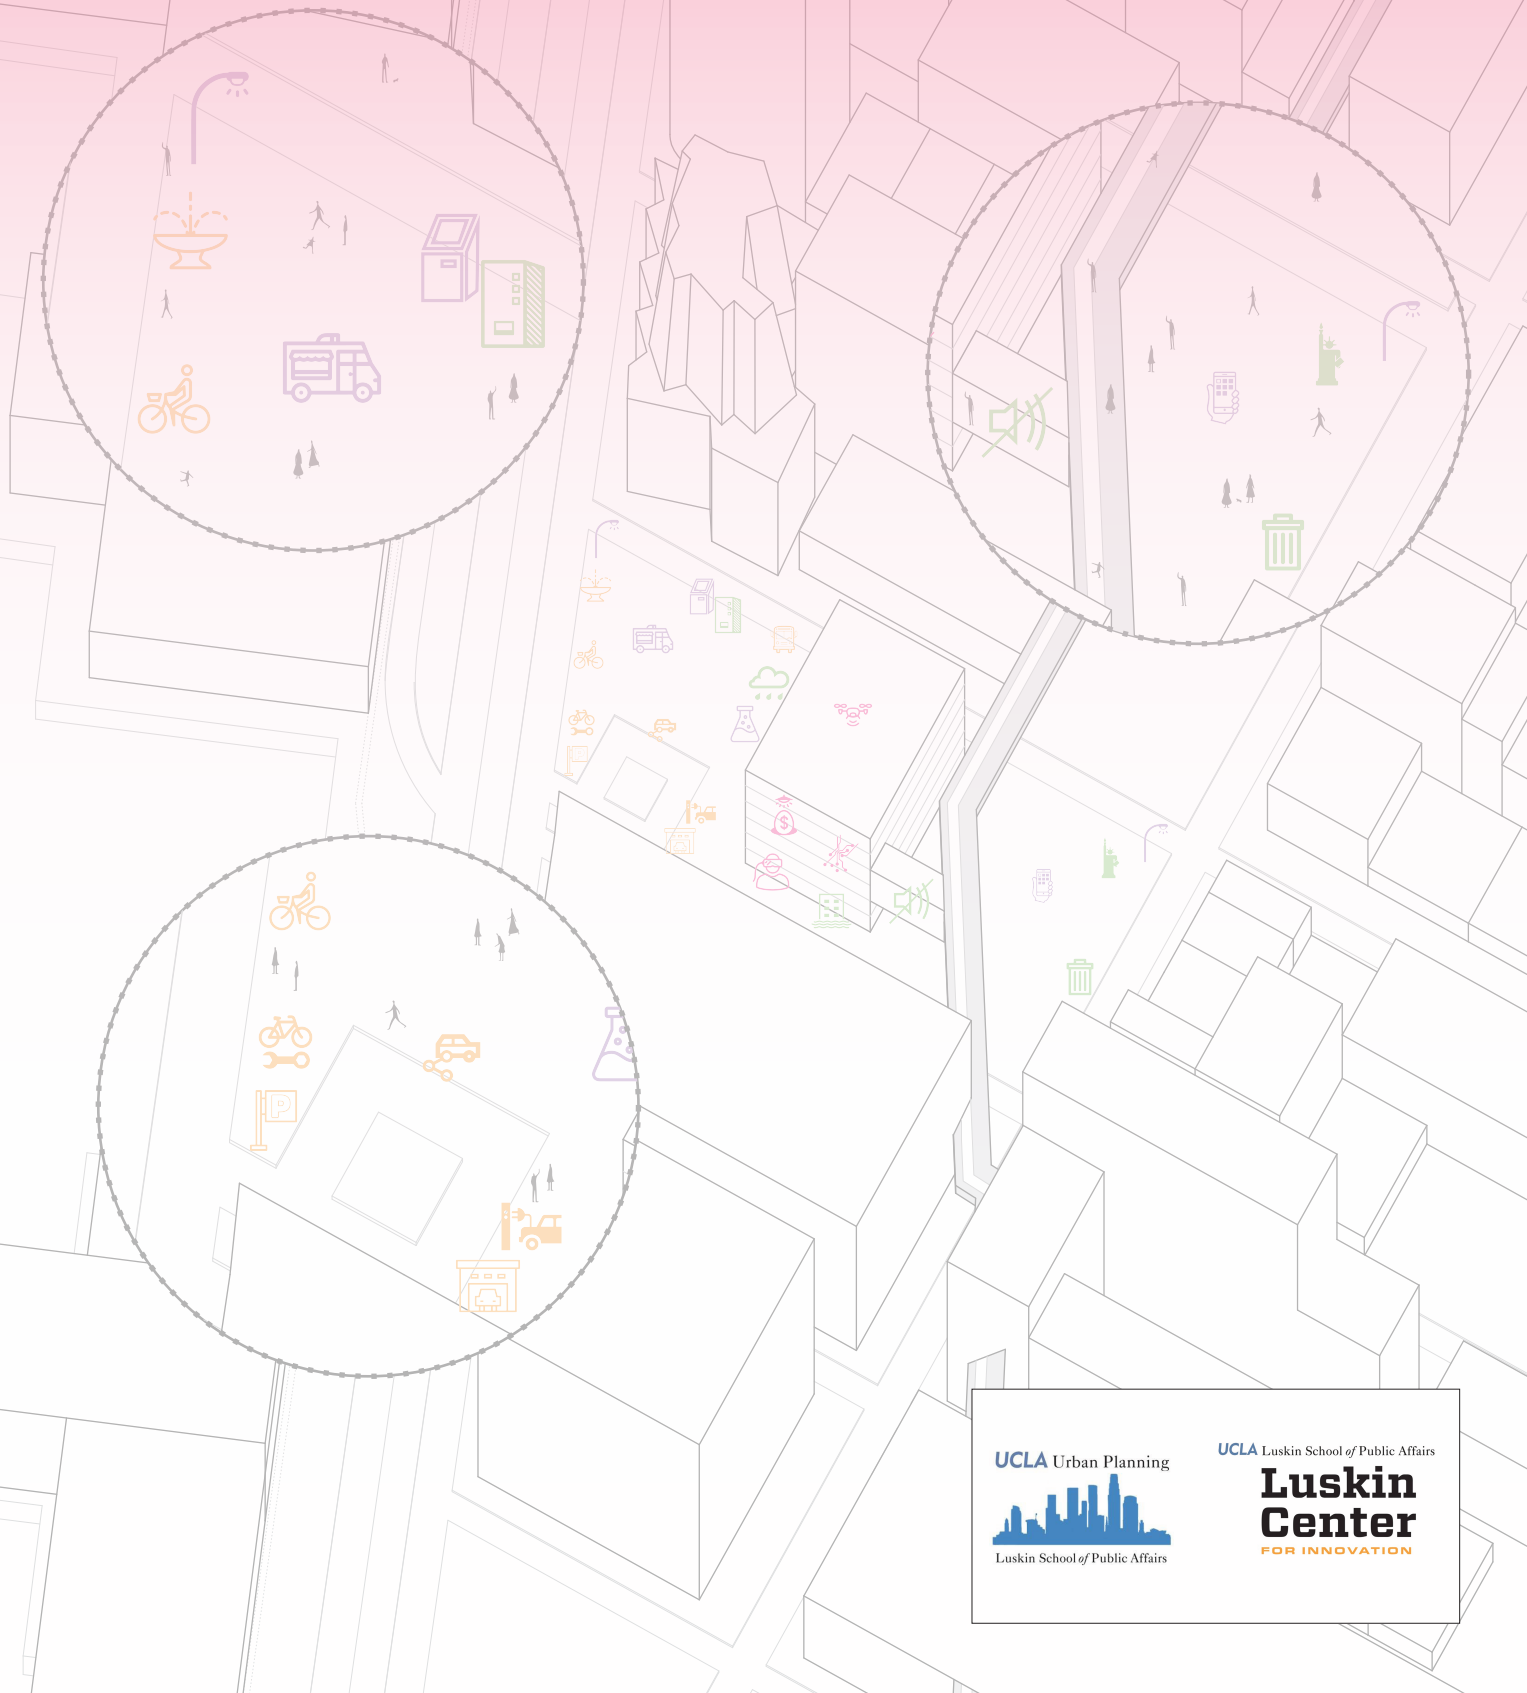 P
$
UCLA Urban Planning
Luskin School of Public Affairs
UCLA Luskin School of Public Affairs
Luskin
Center
FOR INNOVATION